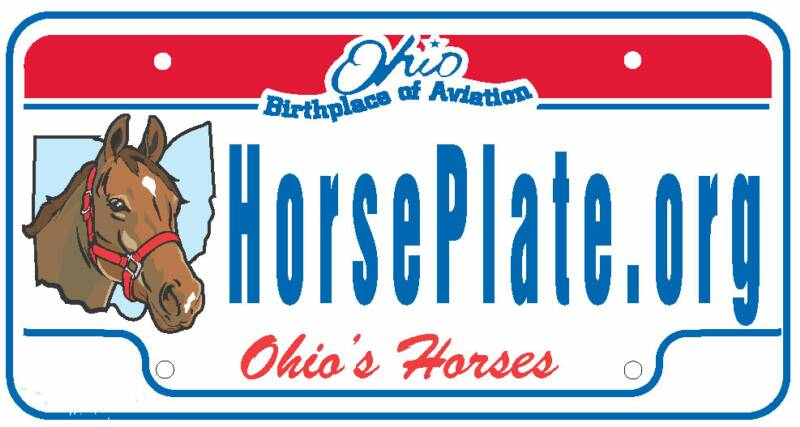 Ohio
Birthplace of Aviation
HorsePlate.org
Ohio's Horses